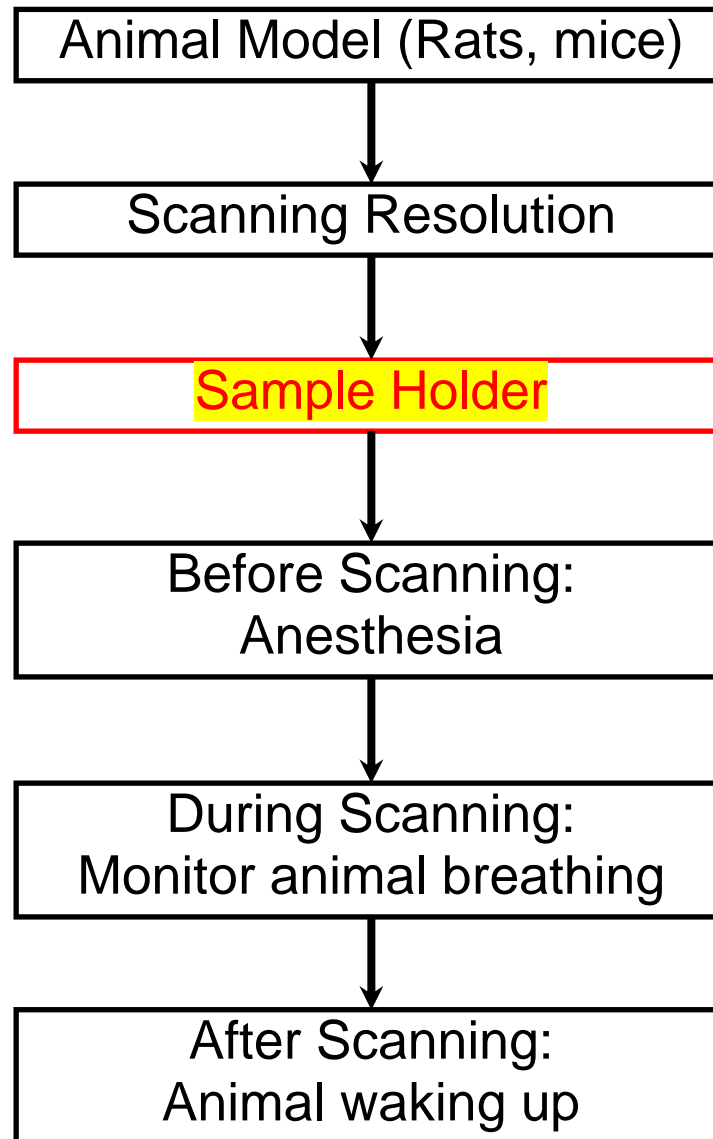 Animal Model (Rats, mice)
Scanning Resolution
Sample Holder
Before Scanning:
Anesthesia
During Scanning:
Monitor animal breathing
After Scanning:
Animal waking up